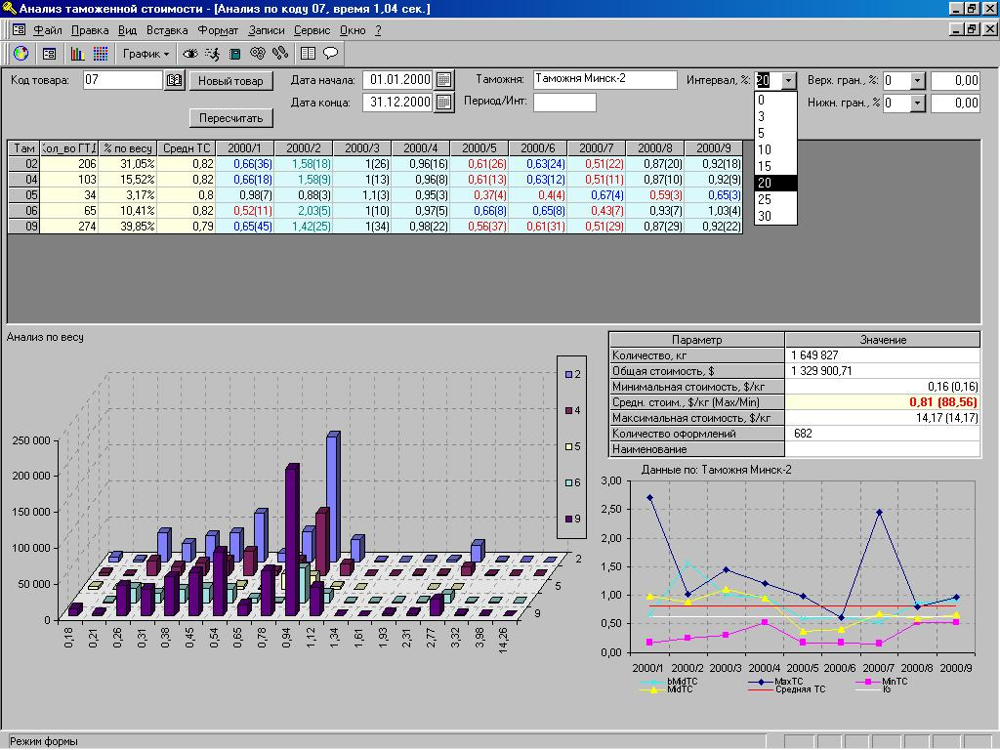 Анализ таможенной стоимости - [Анализ по коду 07, время 1,04 сек.]
Файл Правка Вид Вставка Формат Записи Сервис Окно ?
График
Код товара: 07 Новый товар Дата начала: 01.01.2000 Таможня: Таможня Минск-2 Интервал, %: 20 Верх. гран., %: 0 0,00
Дата конца: 31.12.2000 Период/Инт: Нижн. гран., % 0 0,00
Пересчитать
0
3
5
10
15
20
25
30
Там Кол_во ГТД % по весу Средн ТС 2000/1 2000/2 2000/3 2000/4 2000/5 2000/6 2000/7 2000/8 2000/9
02 206 31,05% 0,82 0,66(36) 1,58(18) 1(26) 0,96(16) 0,61(26) 0,63(24) 0,51(22) 0,87(20) 0,92(18)
04 103 15,52% 0,82 0,66(18) 1,58(9) 1(13) 0,96(8) 0,61(13) 0,63(12) 0,51(11) 0,87(10) 0,92(9)
05 34 3,17% 0,8 0,98(7) 0,88(3) 1,1(3) 0,95(3) 0,37(4) 0,4(4) 0,67(4) 0,59(3) 0,65(3)
06 65 10,41% 0,82 0,52(11) 2,03(5) 1(10) 0,97(5) 0,66(8) 0,65(8) 0,43(7) 0,93(7) 1,03(4)
09 274 39,85% 0,79 0,65(45) 1,42(25) 1(34) 0,98(22) 0,56(37) 0,61(31) 0,51(29) 0,87(29) 0,92(22)
Анализ по весу
250 000
200 000
150 000
100 000
50 000
0
0,18 0,21 0,26 0,31 0,38 0,45 0,54 0,65 0,78 0,94 1,12 1,34 1,61 1,93 2,31 2,77 3,32 3,98 14,26
2
5
9
2
4
5
6
9
Параметр Значение
Количество, кг 1 649 827
Общая стоимость, $ 1 329 900,71
Минимальная стоимость, $/кг 0,16 (0,16)
Средн. стоим., $/кг (Max/Min) 0,81 (88,56)
Максимальная стоимость, $/кг 14,17 (14,17)
Количество оформлений 682
Наименование
Данные по: Таможня Минск-2
3,00
2,50
2,00
1,50
1,00
0,50
0,00
2000/1 2000/2 2000/3 2000/4 2000/5 2000/6 2000/7 2000/8 2000/9
bMidTC MaxTC MinTC
MidTC Средняя ТС Кз
Режим формы